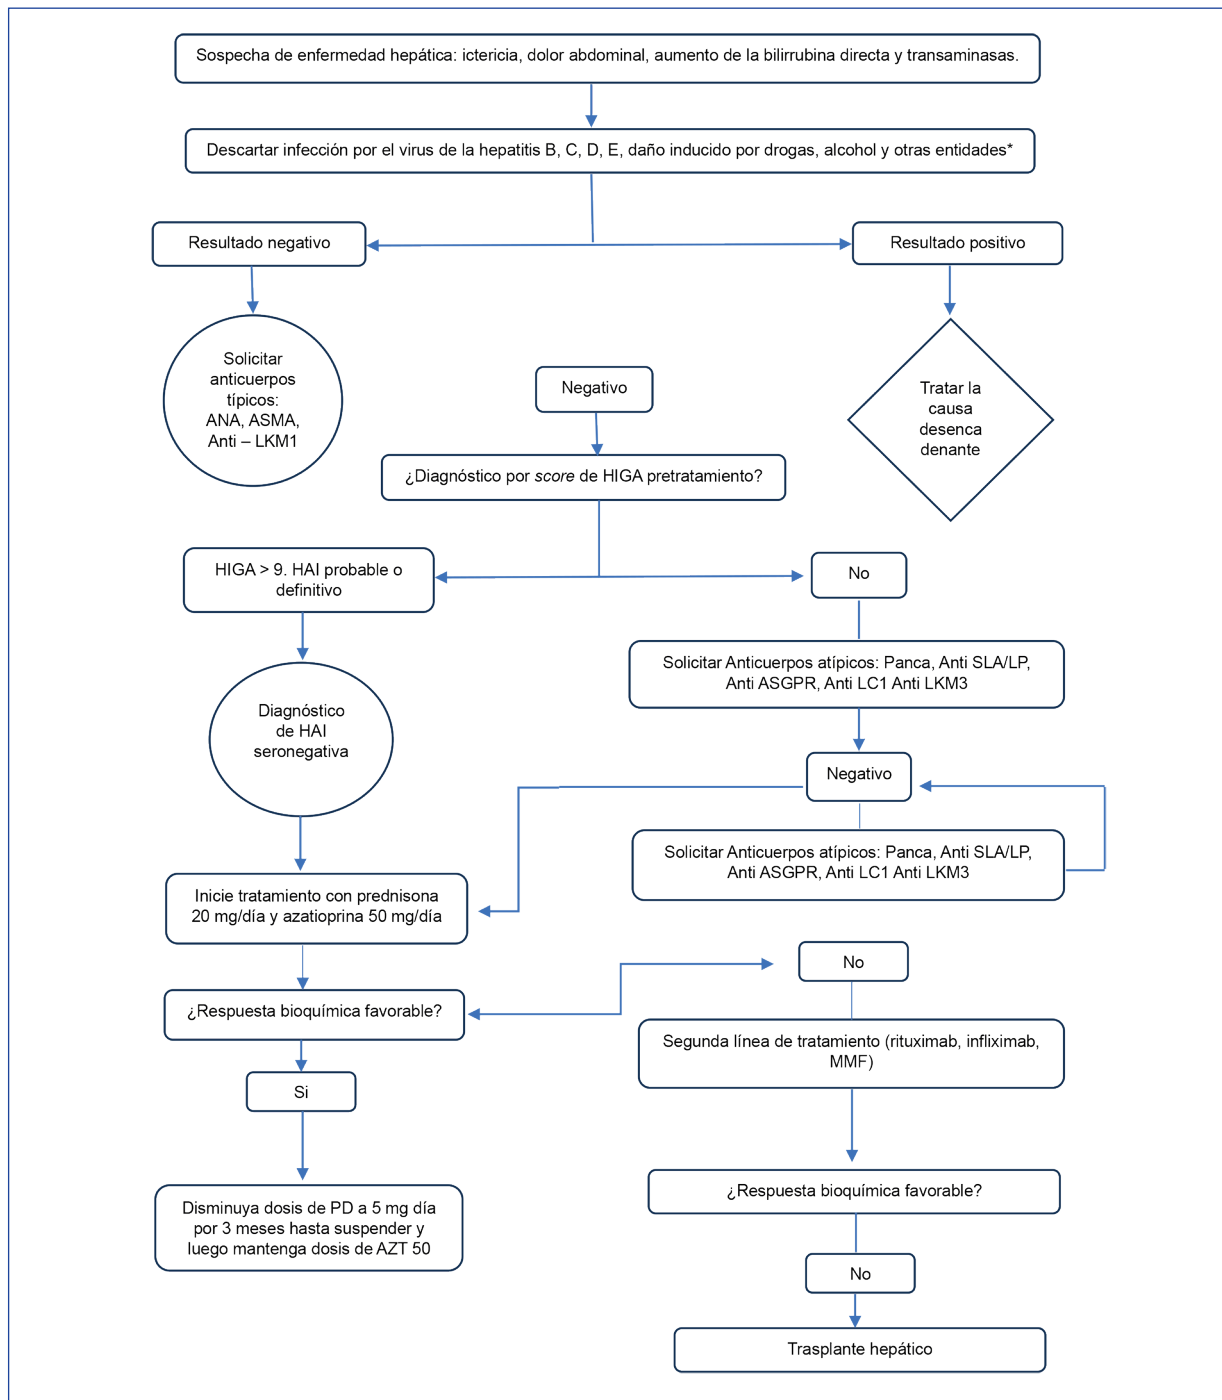 Sospecha de enfermedad hepática: ictericia, dolor abdominal, aumento de la bilirrubina directa y transaminasas.
Descartar infección por el virus de la hepatitis B, C, D, E, daño inducido por drogas, alcohol y otras entidades*
Resultado negativo
Resultado positivo
Solicitar
anticuerpos
típicos:
ANA, ASMA,
Anti – LKM1
Negativo
Tratar la
causa
desenca
denante
¿Diagnóstico por score de HIGA pretratamiento?
HIGA > 9. HAI probable o
definitivo
No
Solicitar Anticuerpos atípicos: Panca, Anti SLA/LP,
Anti ASGPR, Anti LC1 Anti LKM3
Diagnóstico
de HAI
seronegativa
Negativo
Solicitar Anticuerpos atípicos: Panca, Anti SLA/LP,
Anti ASGPR, Anti LC1 Anti LKM3
Inicie tratamiento con prednisona
20 mg/día y azatioprina 50 mg/día
No
¿Respuesta bioquímica favorable?
Segunda línea de tratamiento (rituximab, infliximab,
MMF)
Si
¿Respuesta bioquímica favorable?
Disminuya dosis de PD a 5 mg día
por 3 meses hasta suspender y
luego mantenga dosis de AZT 50
No
Trasplante hepático